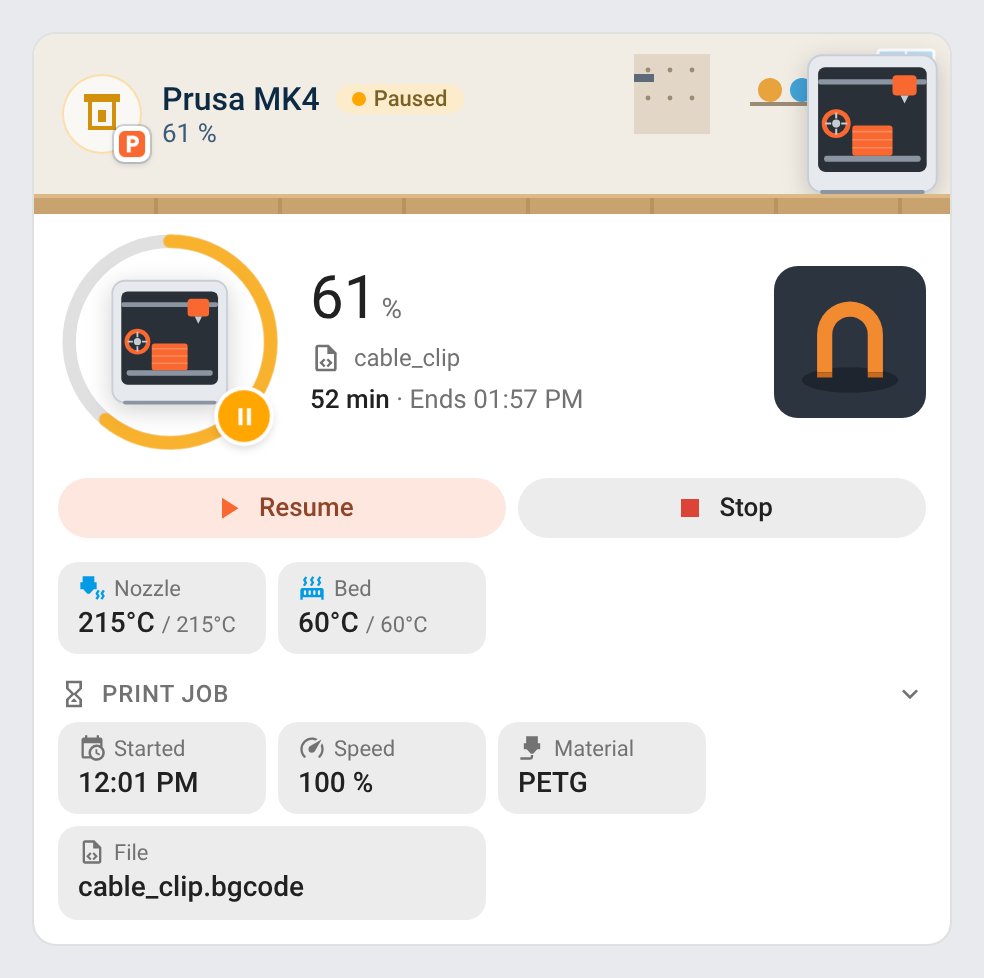 Prusa MK4
Paused
61 %
P
61 %
cable_clip
52 min · Ends 01:57 PM
Resume
Stop
Nozzle
215°C / 215°C
Bed
60°C / 60°C
PRINT JOB
Started
12:01 PM
Speed
100 %
Material
PETG
File
cable_clip.bgcode